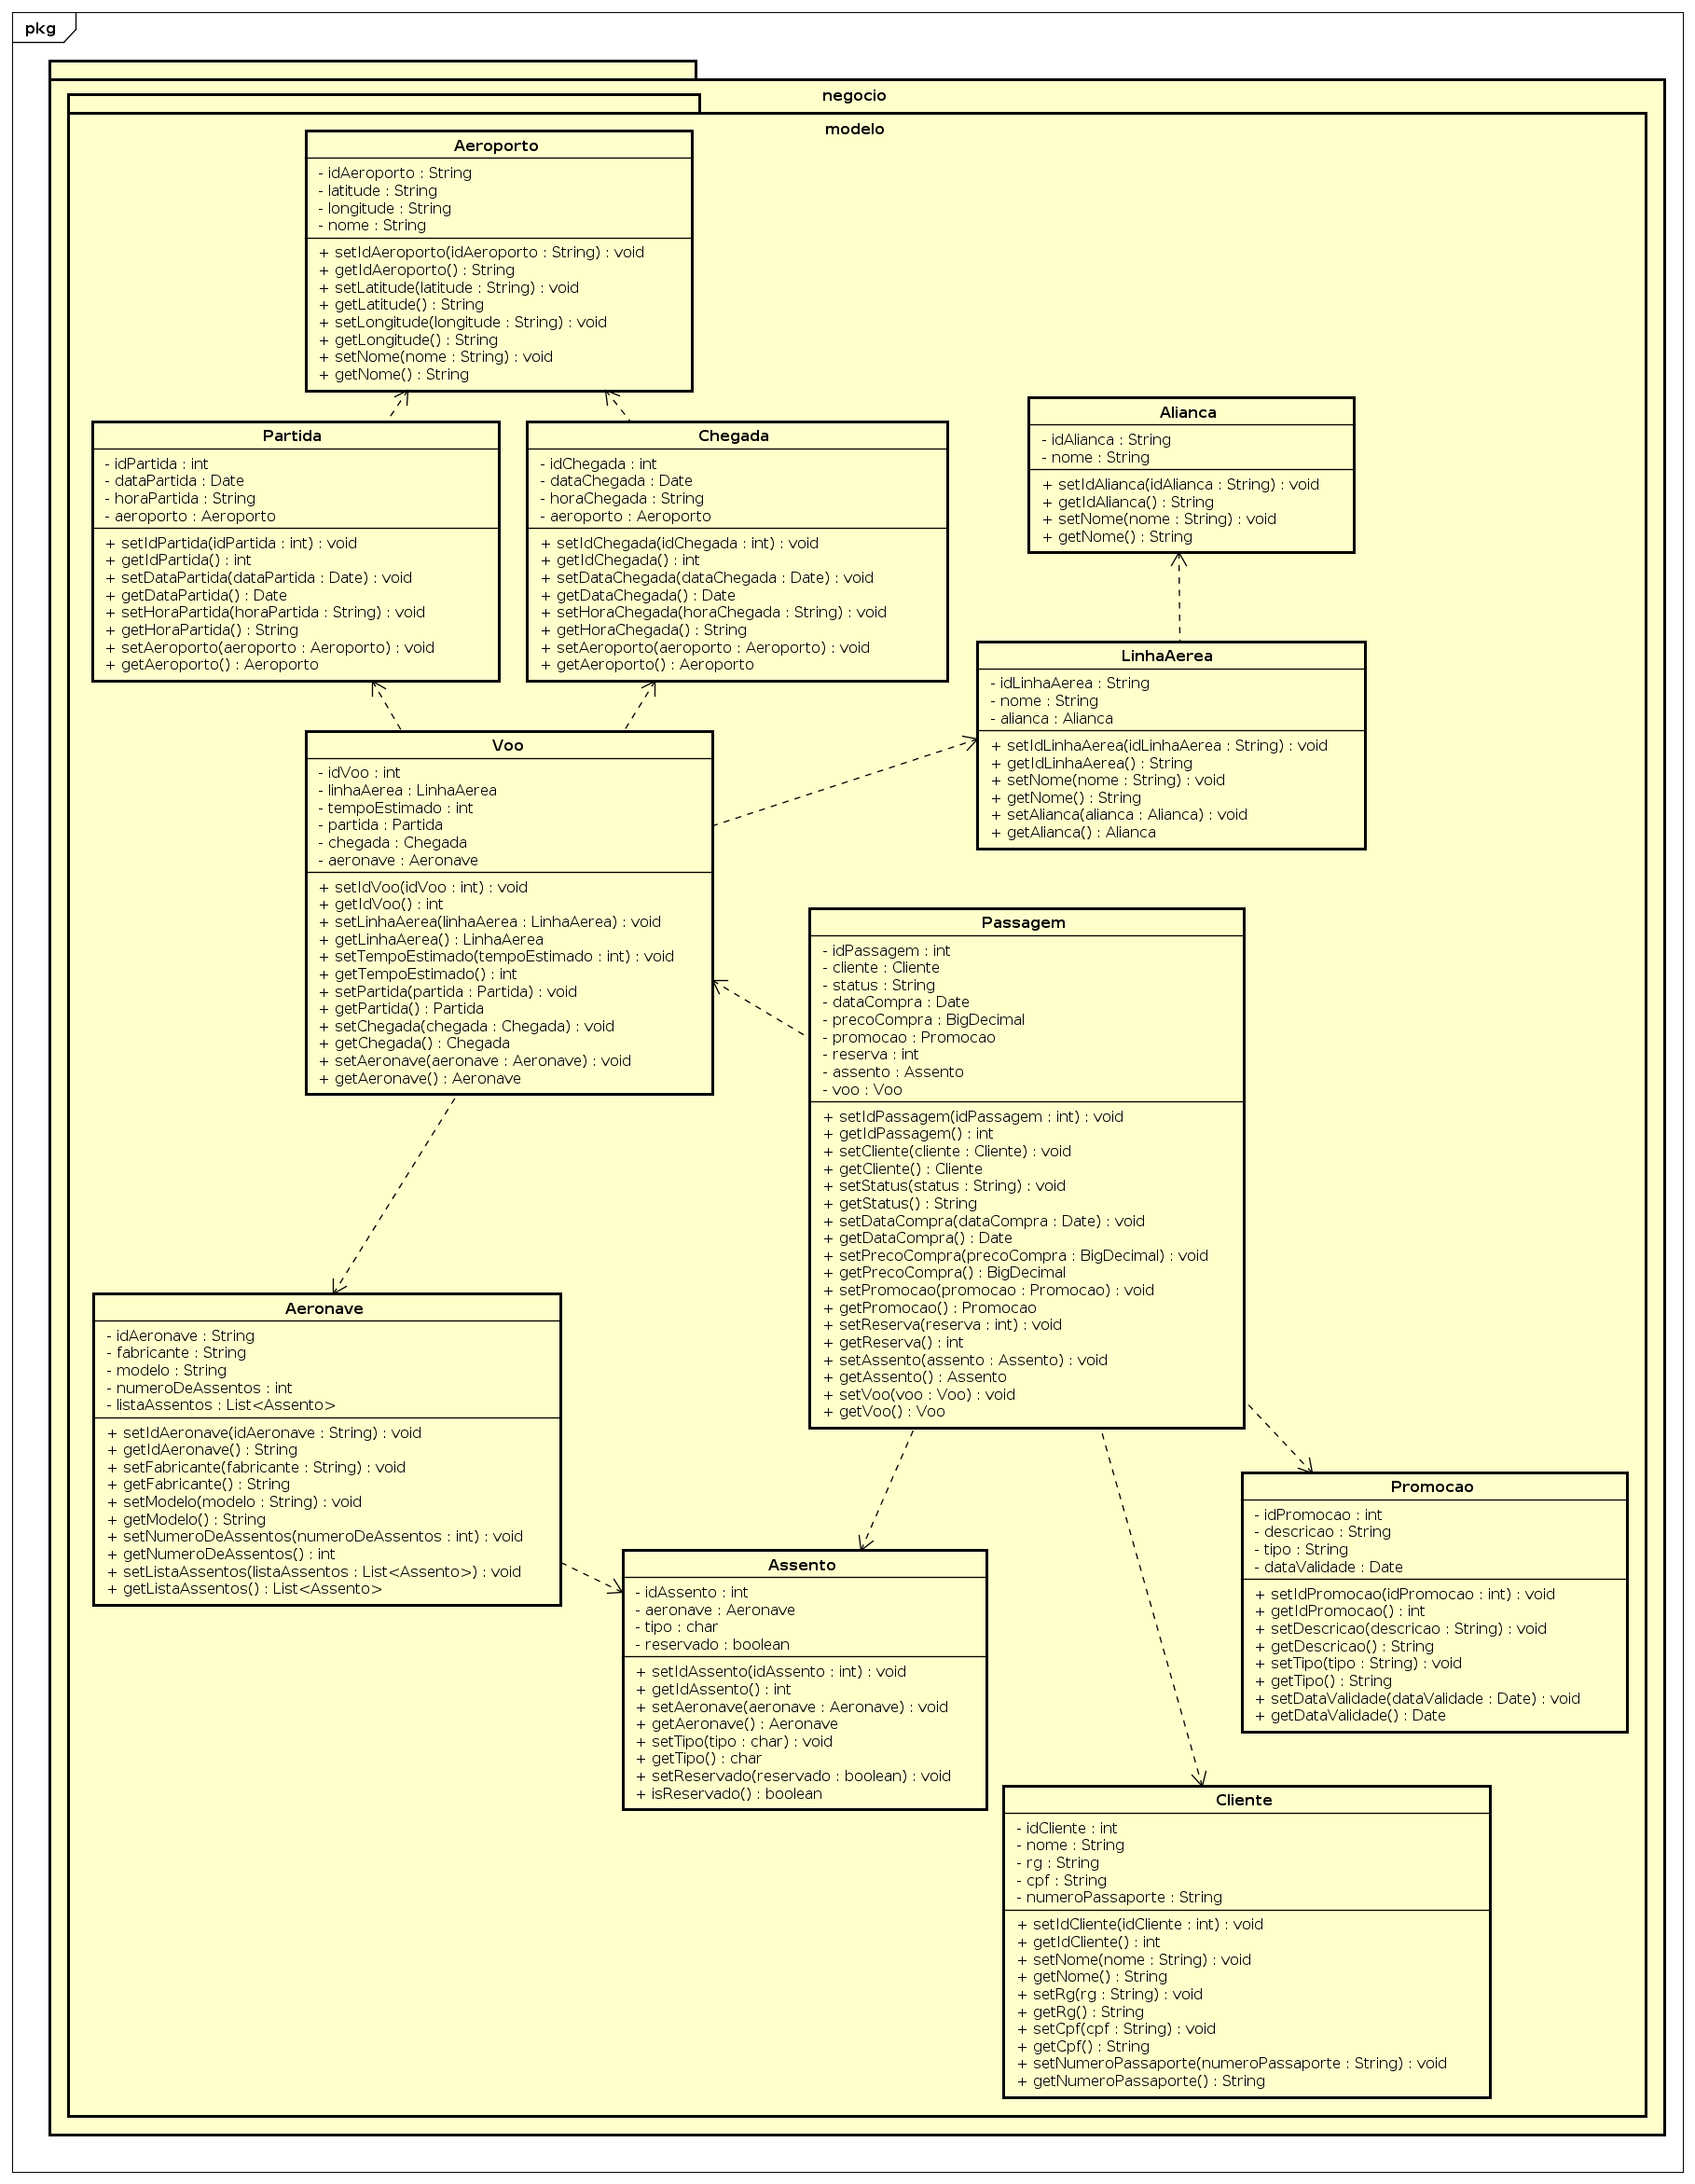 pkg
negocio
modelo
Aeroporto
- idAeroporto : String
- latitude : String
- longitude : String
- nome : String
+ setIdAeroporto(idAeroporto : String) : void
+ getIdAeroporto() : String
+ setLatitude(latitude : String) : void
+ getLatitude() : String
+ setLongitude(longitude : String) : void
+ getLongitude() : String
+ setNome(nome : String) : void
+ getNome() : String
Partida
- idPartida : int
- dataPartida : Date
- horaPartida : String
- aeroporto : Aeroporto
+ setIdPartida(idPartida : int) : void
+ getIdPartida() : int
+ setDataPartida(dataPartida : Date) : void
+ getDataPartida() : Date
+ setHoraPartida(horaPartida : String) : void
+ getHoraPartida() : String
+ setAeroporto(aeroporto : Aeroporto) : void
+ getAeroporto() : Aeroporto
Chegada
- idChegada : int
- dataChegada : Date
- horaChegada : String
- aeroporto : Aeroporto
+ setIdChegada(idChegada : int) : void
+ getIdChegada() : int
+ setDataChegada(dataChegada : Date) : void
+ getDataChegada() : Date
+ setHoraChegada(horaChegada : String) : void
+ getHoraChegada() : String
+ setAeroporto(aeroporto : Aeroporto) : void
+ getAeroporto() : Aeroporto
Alianca
- idAlianca : String
- nome : String
+ setIdAlianca(idAlianca : String) : void
+ getIdAlianca() : String
+ setNome(nome : String) : void
+ getNome() : String
LinhaAerea
- idLinhaAerea : String
- nome : String
- alianca : Alianca
+ setIdLinhaAerea(idLinhaAerea : String) : void
+ getIdLinhaAerea() : String
+ setNome(nome : String) : void
+ getNome() : String
+ setAlianca(alianca : Alianca) : void
+ getAlianca() : Alianca
Voo
- idVoo : int
- linhaAerea : LinhaAerea
- tempoEstimado : int
- partida : Partida
- chegada : Chegada
- aeronave : Aeronave
+ setIdVoo(idVoo : int) : void
+ getIdVoo() : int
+ setLinhaAerea(linhaAerea : LinhaAerea) : void
+ getLinhaAerea() : LinhaAerea
+ setTempoEstimado(tempoEstimado : int) : void
+ getTempoEstimado() : int
+ setPartida(partida : Partida) : void
+ getPartida() : Partida
+ setChegada(chegada : Chegada) : void
+ getChegada() : Chegada
+ setAeronave(aeronave : Aeronave) : void
+ getAeronave() : Aeronave
Passagem
- idPassagem : int
- cliente : Cliente
- status : String
- dataCompra : Date
- precoCompra : BigDecimal
- promocao : Promocao
- reserva : int
- assento : Assento
- voo : Voo
+ setIdPassagem(idPassagem : int) : void
+ getIdPassagem() : int
+ setCliente(cliente : Cliente) : void
+ getCliente() : Cliente
+ setStatus(status : String) : void
+ getStatus() : String
+ setDataCompra(dataCompra : Date) : void
+ getDataCompra() : Date
+ setPrecoCompra(precoCompra : BigDecimal) : void
+ getPrecoCompra() : BigDecimal
+ setPromocao(promocao : Promocao) : void
+ getPromocao() : Promocao
+ setReserva(reserva : int) : void
+ getReserva() : int
+ setAssento(assento : Assento) : void
+ getAssento() : Assento
+ setVoo(voo : Voo) : void
+ getVoo() : Voo
Aeronave
- idAeronave : String
- fabricante : String
- modelo : String
- numeroDeAssentos : int
- listaAssentos : List<Assento>
+ setIdAeronave(idAeronave : String) : void
+ getIdAeronave() : String
+ setFabricante(fabricante : String) : void
+ getFabricante() : String
+ setModelo(modelo : String) : void
+ getModelo() : String
+ setNumeroDeAssentos(numeroDeAssentos : int) : void
+ getNumeroDeAssentos() : int
+ setListaAssentos(listaAssentos : List<Assento>) : void
+ getListaAssentos() : List<Assento>
Assento
- idAssento : int
- aeronave : Aeronave
- tipo : char
- reservado : boolean
+ setIdAssento(idAssento : int) : void
+ getIdAssento() : int
+ setAeronave(aeronave : Aeronave) : void
+ getAeronave() : Aeronave
+ setTipo(tipo : char) : void
+ getTipo() : char
+ setReservado(reservado : boolean) : void
+ isReservado() : boolean
Promocao
- idPromocao : int
- descricao : String
- tipo : String
- dataValidade : Date
+ setIdPromocao(idPromocao : int) : void
+ getIdPromocao() : int
+ setDescricao(descricao : String) : void
+ getDescricao() : String
+ setTipo(tipo : String) : void
+ getTipo() : String
+ setDataValidade(dataValidade : Date) : void
+ getDataValidade() : Date
Cliente
- idCliente : int
- nome : String
- rg : String
- cpf : String
- numeroPassaporte : String
+ setIdCliente(idCliente : int) : void
+ getIdCliente() : int
+ setNome(nome : String) : void
+ getNome() : String
+ setRg(rg : String) : void
+ getRg() : String
+ setCpf(cpf : String) : void
+ getCpf() : String
+ setNumeroPassaporte(numeroPassaporte : String) : void
+ getNumeroPassaporte() : String